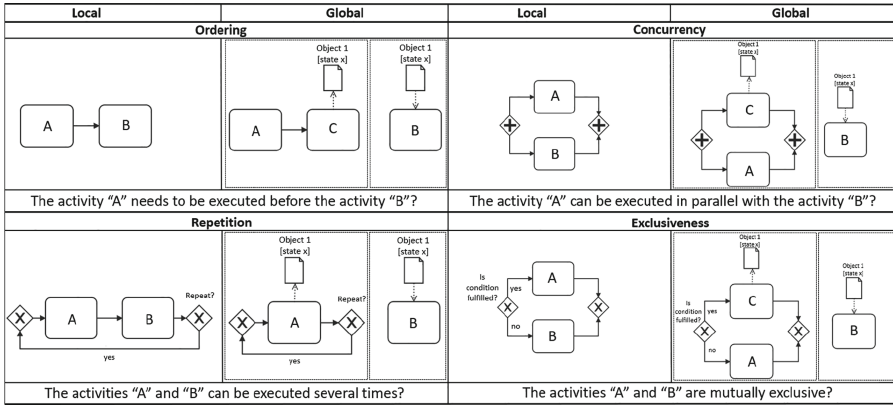 Local Global Local Global
Ordering Concurrency
Object 1
[state x]
Object 1
[state x]
A B
A C
B
The activity “A” needs to be executed before the activity “B”?
Object 1
[state x]
Object 1
[state x]
A
B
C
A
B
The activity “A” can be executed in parallel with the activity “B”?
Repetition Exclusiveness
Object 1
[state x]
Object 1
[state x]
Repeat?
X A B X
yes
Repeat?
X A X
yes
B
The activities “A” and “B” can be executed several times?
Object 1
[state x]
Object 1
[state x]
Is
condition
fulfilled?
yes
A
X X
no
B
Is
condition
fulfilled?
yes
C
X X
no
A
B
The activities “A” and “B” are mutually exclusive?